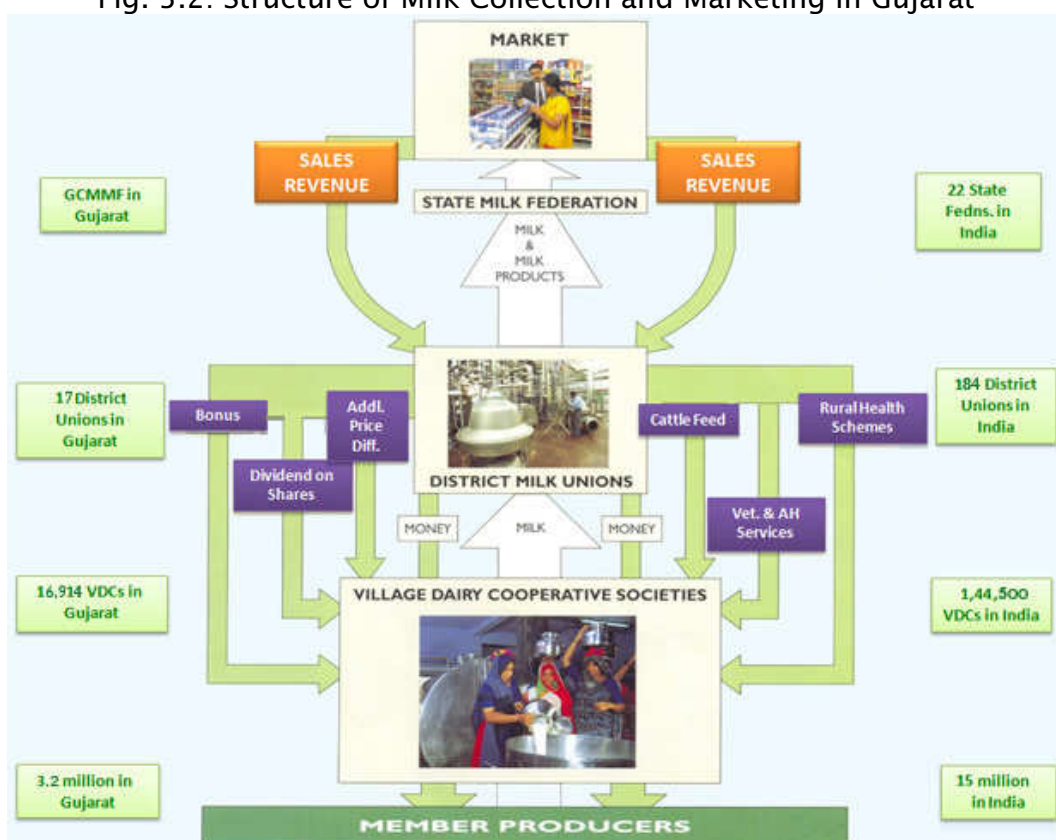 Fig. 3.2: Structure of Milk Collection and Marketing in Gujarat
MARKET
SALES
REVENUE
SALES
REVENUE
GCMMF in
Gujarat
STATE MILK FEDERATION
22 State
Fedns. in
India
MILK
&
MILK
PRODUCTS
17 District
Unions in
Gujarat
Bonus
Addl.
Price
Diff.
Dividend on
Shares
DISTRICT MILK UNIONS
Cattle Feed
Rural Health
Schemes
Vet. & AH
Services
184 District
Unions in
India
MONEY
MILK
MONEY
16,914 VDCs in
Gujarat
VILLAGE DAIRY COOPERATIVE SOCIETIES
1,44,500
VDCs in India
3.2 million in
Gujarat
15 million
in India
MEMBER PRODUCERS